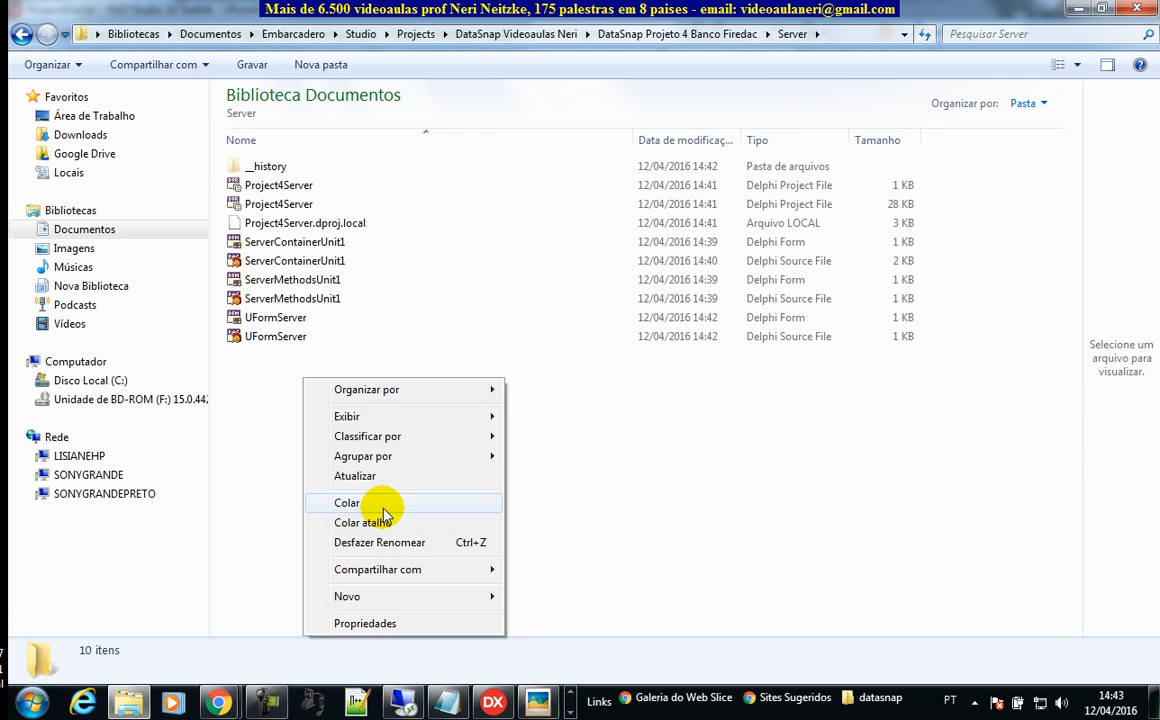 Mais de 6.500 videoaulas prof Neri Neitzke, 175 palestras em 8 paises - email: videoaulaneri@gmail.com
Bibliotecas ▸ Documentos ▸ Embarcadero ▸ Studio ▸ Projects ▸ DataSnap Videoaulas Neri ▸ DataSnap Projeto 4 Banco Firedac ▸ Server ▸
Pesquisar Server
Organizar Compartilhar com Gravar Nova pasta
Favoritos
Área de Trabalho
Downloads
Google Drive
Locais
Bibliotecas
Documentos
Imagens
Músicas
Nova Biblioteca
Podcasts
Vídeos
Computador
Disco Local (C:)
Unidade de BD-ROM (F:) 15.0.442
Rede
LISIANEHP
SONYGRANDE
SONYGRANDEPRETO
Biblioteca Documentos
Server
Organizar por: Pasta
Nome Data de modificaç... Tipo Tamanho
__history 12/04/2016 14:42 Pasta de arquivos
Project4Server 12/04/2016 14:41 Delphi Project File 1 KB
Project4Server 12/04/2016 14:41 Delphi Project File 28 KB
Project4Server.dproj.local 12/04/2016 14:41 Arquivo LOCAL 3 KB
ServerContainerUnit1 12/04/2016 14:39 Delphi Form 1 KB
ServerContainerUnit1 12/04/2016 14:40 Delphi Source File 2 KB
ServerMethodsUnit1 12/04/2016 14:39 Delphi Form 1 KB
ServerMethodsUnit1 12/04/2016 14:39 Delphi Source File 1 KB
UFormServer 12/04/2016 14:42 Delphi Form 1 KB
UFormServer 12/04/2016 14:42 Delphi Source File 1 KB
Selecione um
arquivo para
visualizar.
Organizar por
Exibir
Classificar por
Agrupar por
Atualizar
Colar
Colar atalho
Desfazer Renomear Ctrl+Z
Compartilhar com
Novo
Propriedades
10 itens
Links Galeria do Web Slice Sites Sugeridos datasnap PT
14:43
12/04/2016